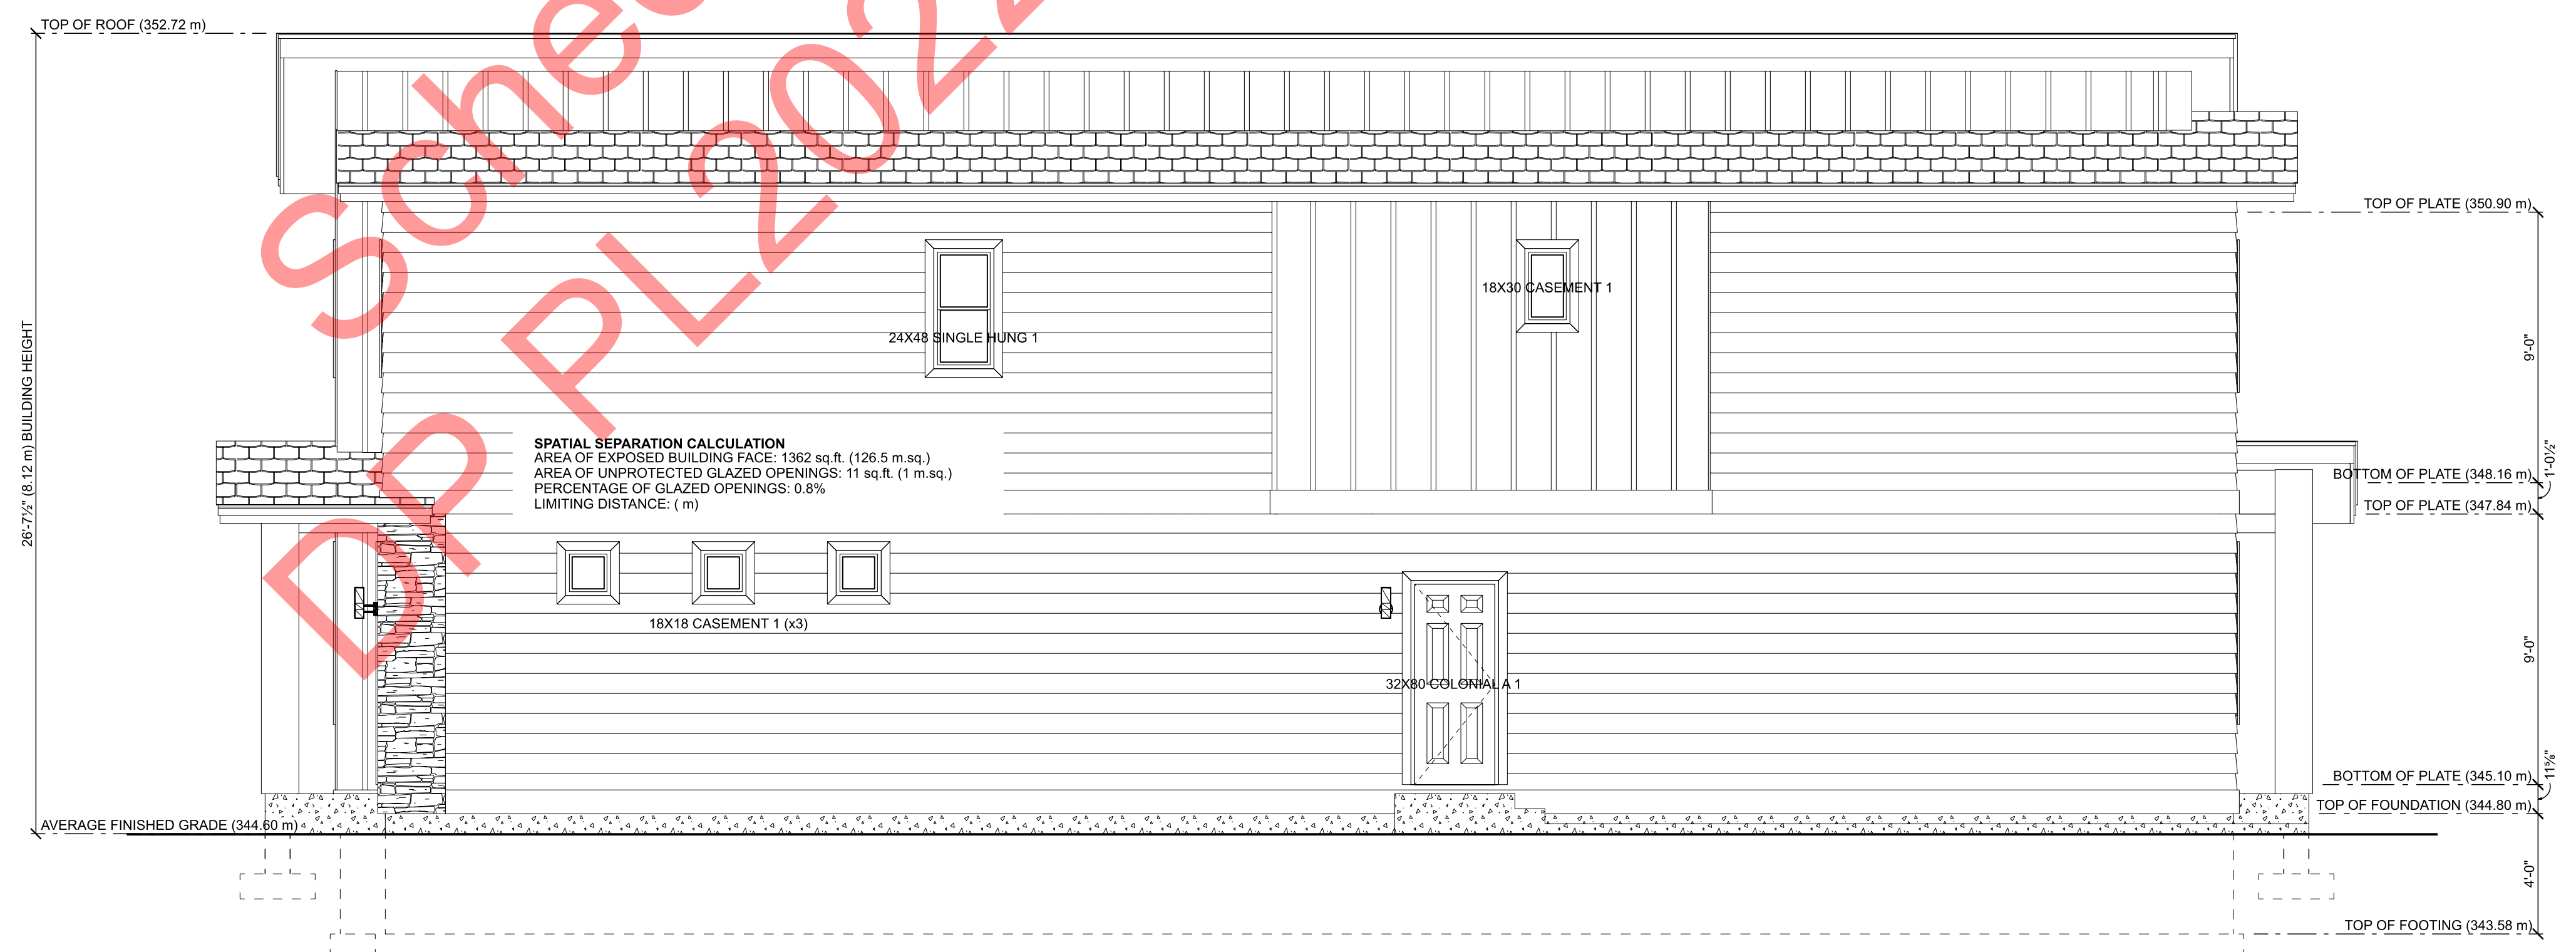 Sche
DP PL202
TOP OF ROOF (352.72 m)
26'-7½" (8.12 m) BUILDING HEIGHT
TOP OF PLATE (350.90 m)
18X30 CASEMENT 1
24X48 SINGLE HUNG 1
9'-0"
SPATIAL SEPARATION CALCULATION
AREA OF EXPOSED BUILDING FACE: 1362 sq.ft. (126.5 m.sq.)
AREA OF UNPROTECTED GLAZED OPENINGS: 11 sq.ft. (1 m.sq.)
PERCENTAGE OF GLAZED OPENINGS: 0.8%
LIMITING DISTANCE: ( m)
BOTTOM OF PLATE (348.16 m)
1'-0½"
TOP OF PLATE (347.84 m)
18X18 CASEMENT 1 (x3)
9'-0"
32X80 COLONIAL A 1
BOTTOM OF PLATE (345.10 m)
11⅝"
TOP OF FOUNDATION (344.80 m)
AVERAGE FINISHED GRADE (344.60 m)
4'-0"
TOP OF FOOTING (343.58 m)